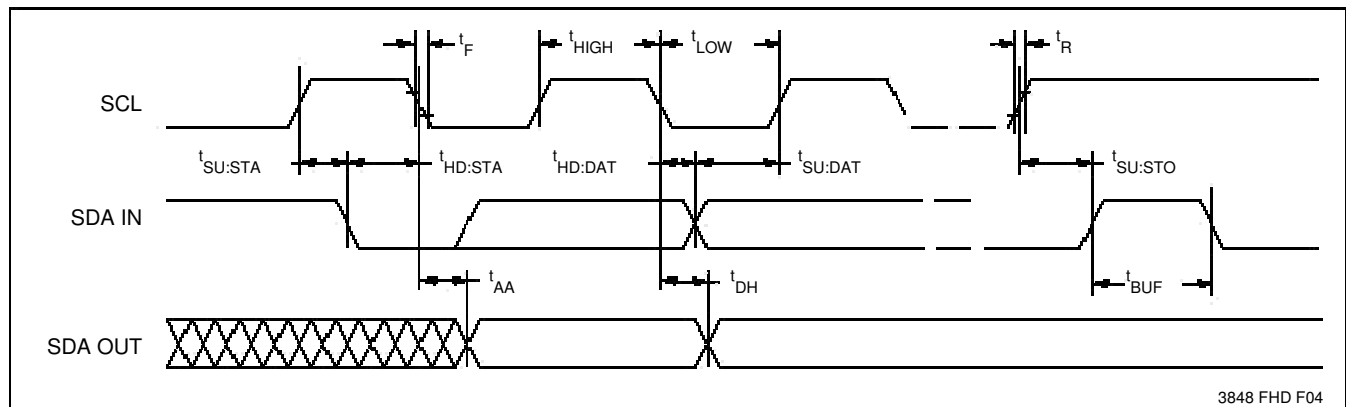 tF
tHIGH
tLOW
tR
SCL
tSU:STA
tHD:STA
tHD:DAT
tSU:DAT
tSU:STO
SDA IN
tAA
tDH
tBUF
SDA OUT
3848 FHD F04